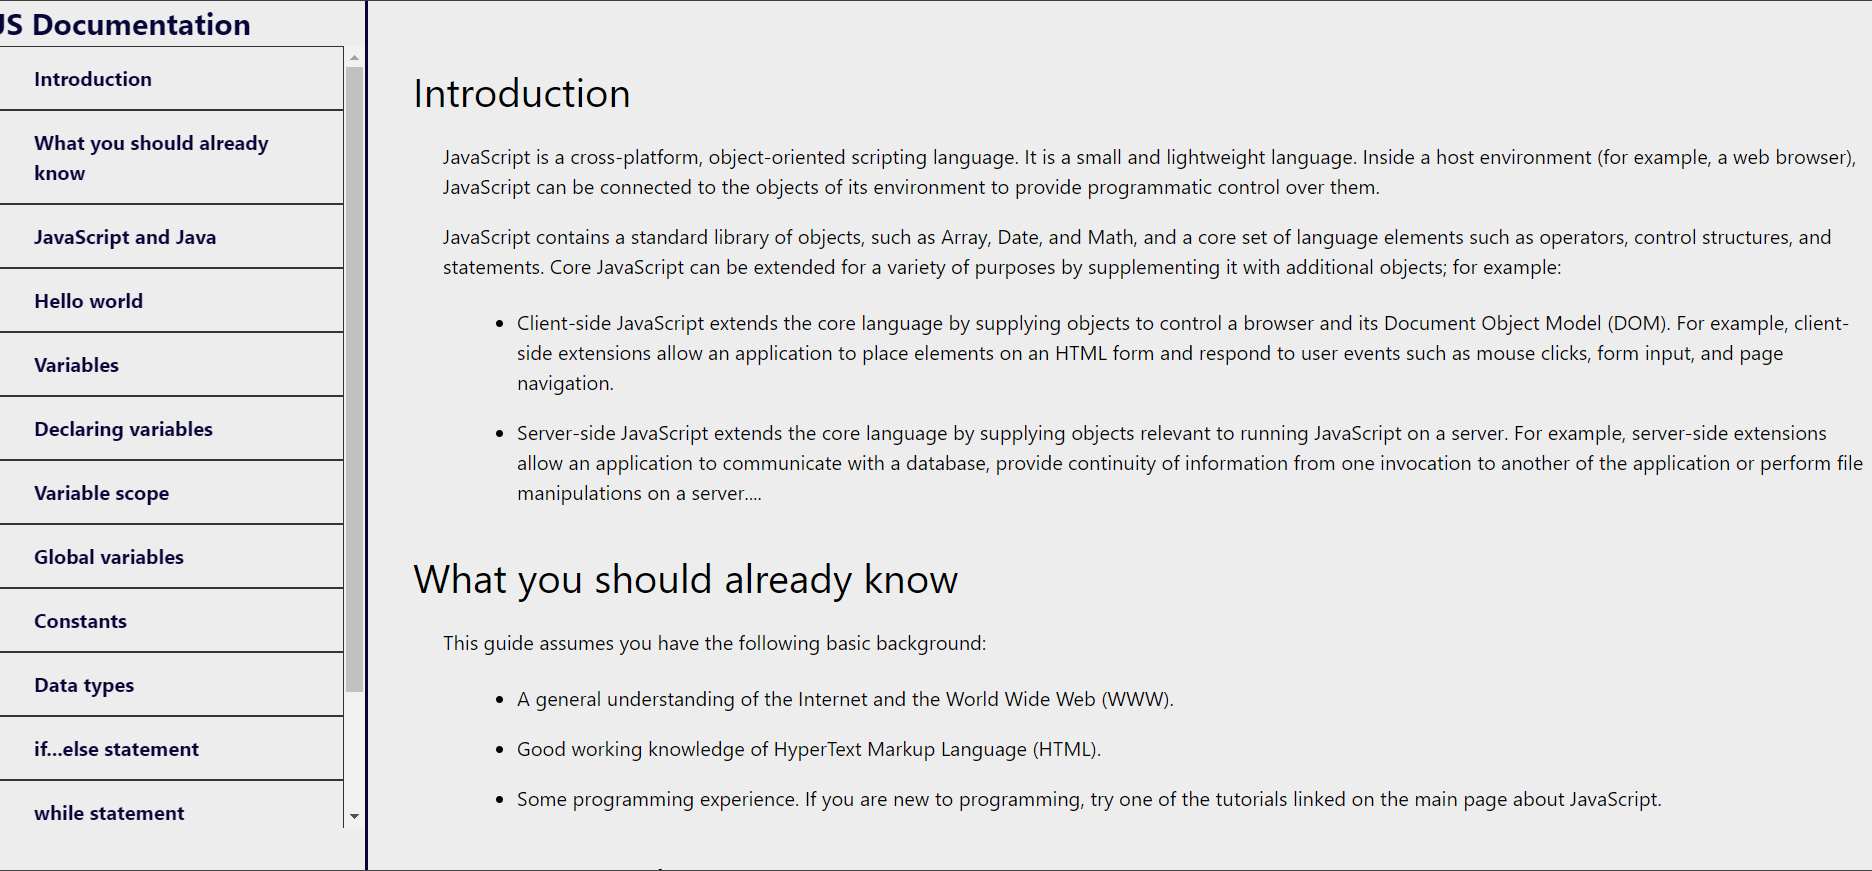 JS Documentation
Introduction
What you should already
know
JavaScript and Java
Hello world
Variables
Declaring variables
Variable scope
Global variables
Constants
Data types
if...else statement
while statement
Introduction
JavaScript is a cross-platform, object-oriented scripting language. It is a small and lightweight language. Inside a host environment (for example, a web browser),
JavaScript can be connected to the objects of its environment to provide programmatic control over them.
JavaScript contains a standard library of objects, such as Array, Date, and Math, and a core set of language elements such as operators, control structures, and
statements. Core JavaScript can be extended for a variety of purposes by supplementing it with additional objects; for example:
• Client-side JavaScript extends the core language by supplying objects to control a browser and its Document Object Model (DOM). For example, client-
side extensions allow an application to place elements on an HTML form and respond to user events such as mouse clicks, form input, and page
navigation.
• Server-side JavaScript extends the core language by supplying objects relevant to running JavaScript on a server. For example, server-side extensions
allow an application to communicate with a database, provide continuity of information from one invocation to another of the application or perform file
manipulations on a server....
What you should already know
This guide assumes you have the following basic background:
• A general understanding of the Internet and the World Wide Web (WWW).
• Good working knowledge of HyperText Markup Language (HTML).
• Some programming experience. If you are new to programming, try one of the tutorials linked on the main page about JavaScript.